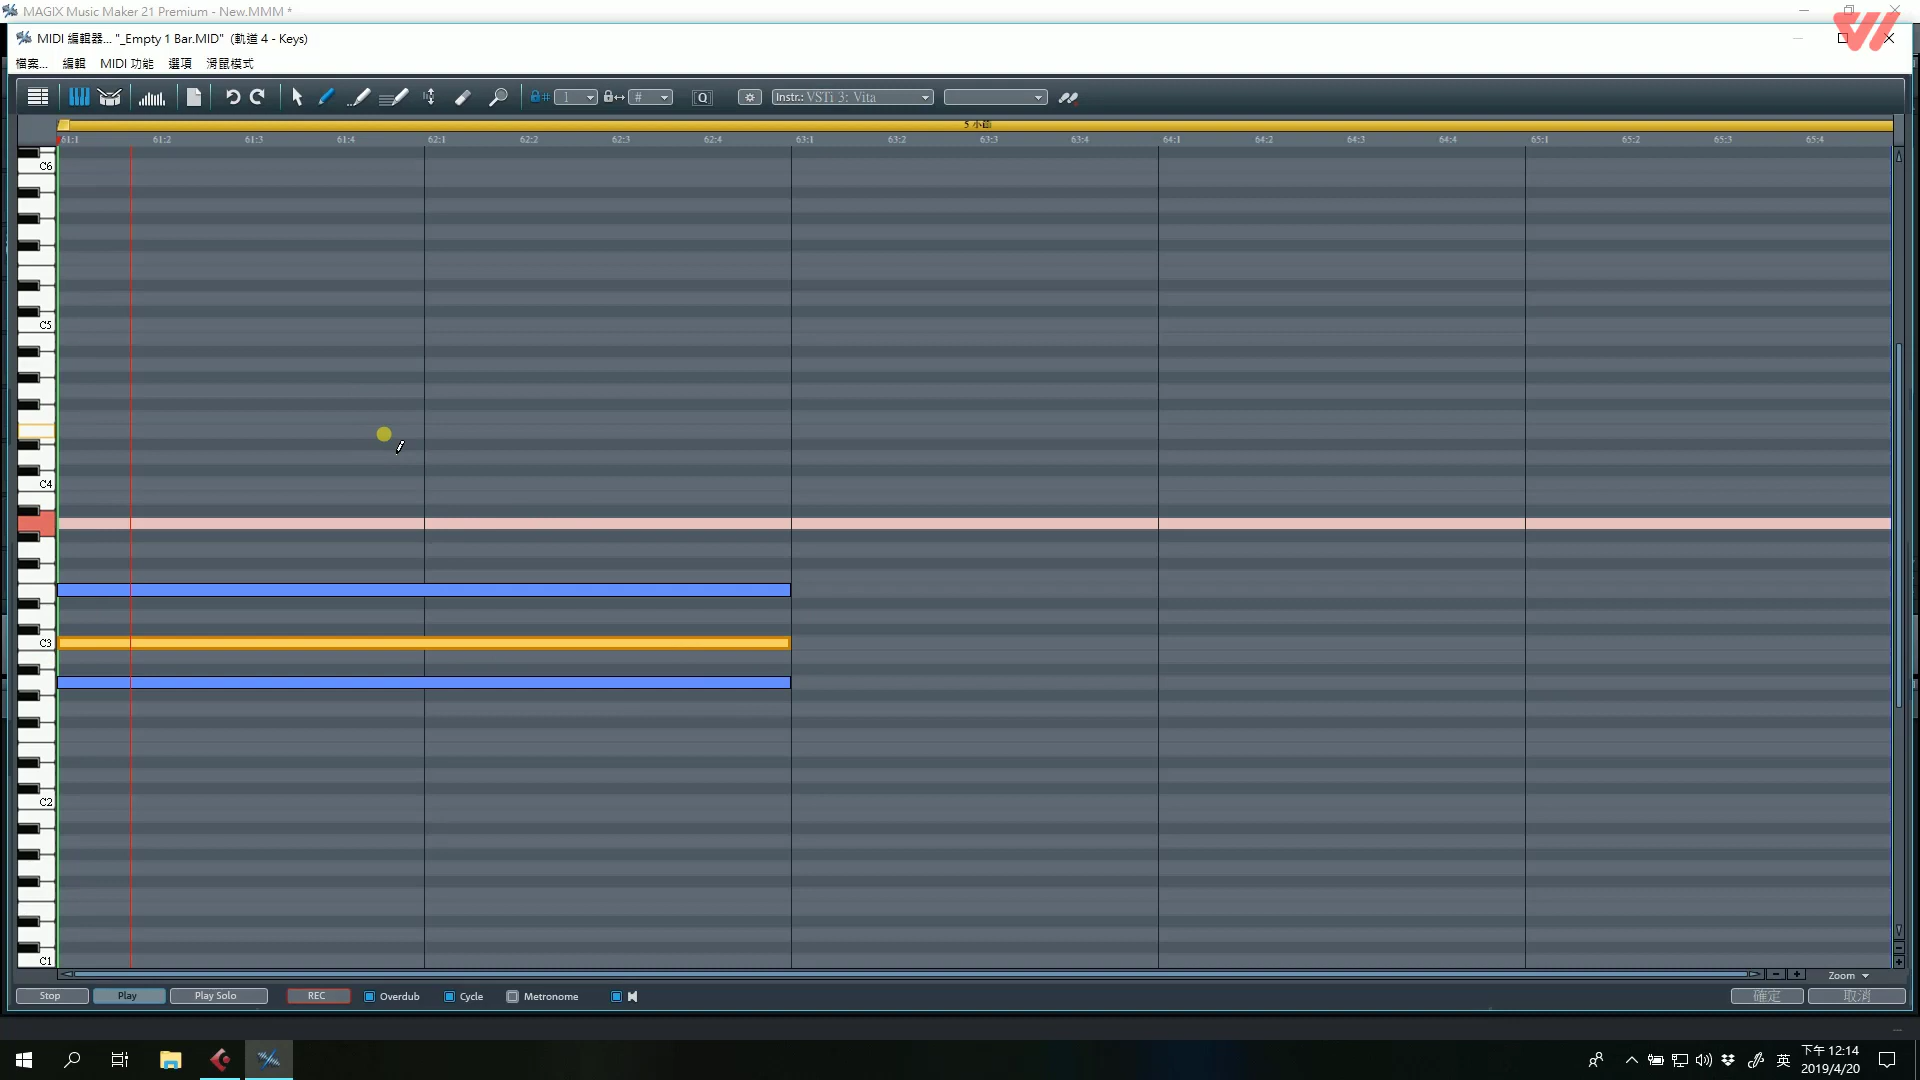 MAGIX Music Maker 21 Premium - New.MMM *
MIDI 編輯器... "_Empty 1 Bar.MID" (軌道 4 - Keys)
檔案... 編輯 MIDI 功能 選項 滑鼠模式
1 # Q Instr.: VSTi 3: Vita
5 小節
61:1 61:2 61:3 61:4 62:1 62:2 62:3 62:4 63:1 63:2 63:3 63:4 64:1 64:2 64:3 64:4 65:1 65:2 65:3 65:4
C6
C5
C4
C3
C2
C1
Zoom
Stop Play Play Solo REC Overdub Cycle Metronome 確定 取消
英 下午 12:14
2019/4/20